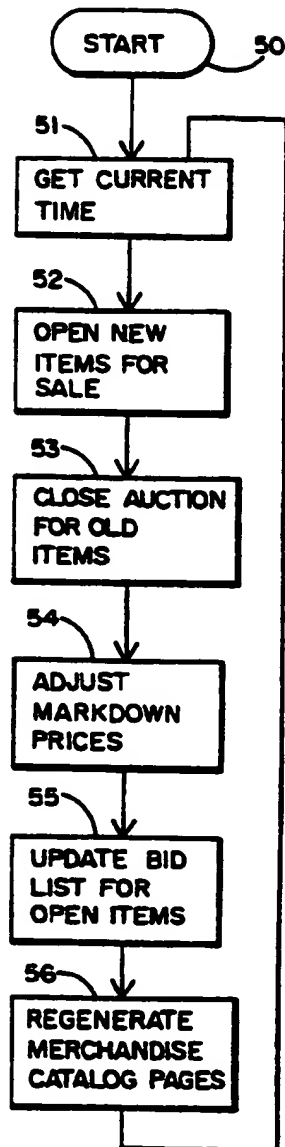 START
50
51
GET CURRENT
TIME
52
OPEN NEW
ITEMS FOR
SALE
53
CLOSE AUCTION
FOR OLD
ITEMS
54
ADJUST
MARKDOWN
PRICES
55
UPDATE BID
LIST FOR
OPEN ITEMS
56
REGENERATE
MERCHANDISE
CATALOG PAGES